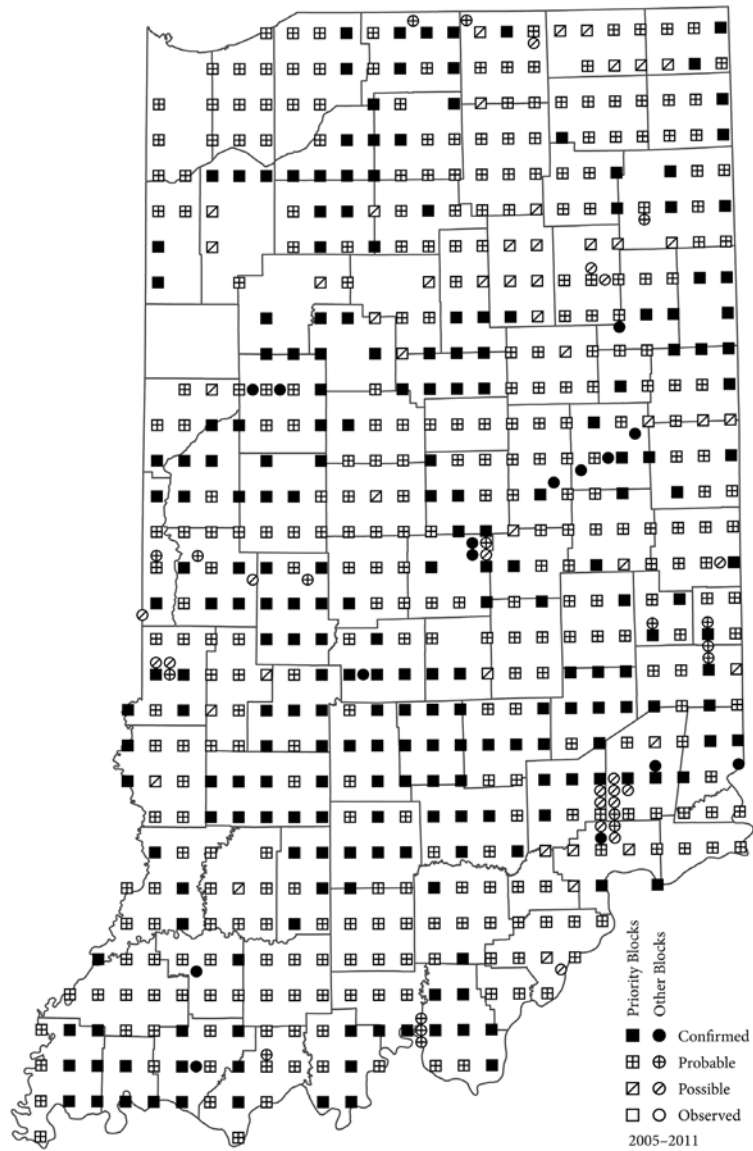 Priority Blocks
Other Blocks
Confirmed
Probable
Possible
Observed
2005–2011